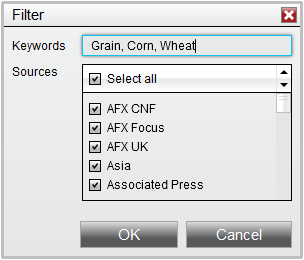 Filter
Keywords Grain, Corn, Wheat
Sources Select all
AFX CNF
AFX Focus
AFX UK
Asia
Associated Press
OK Cancel